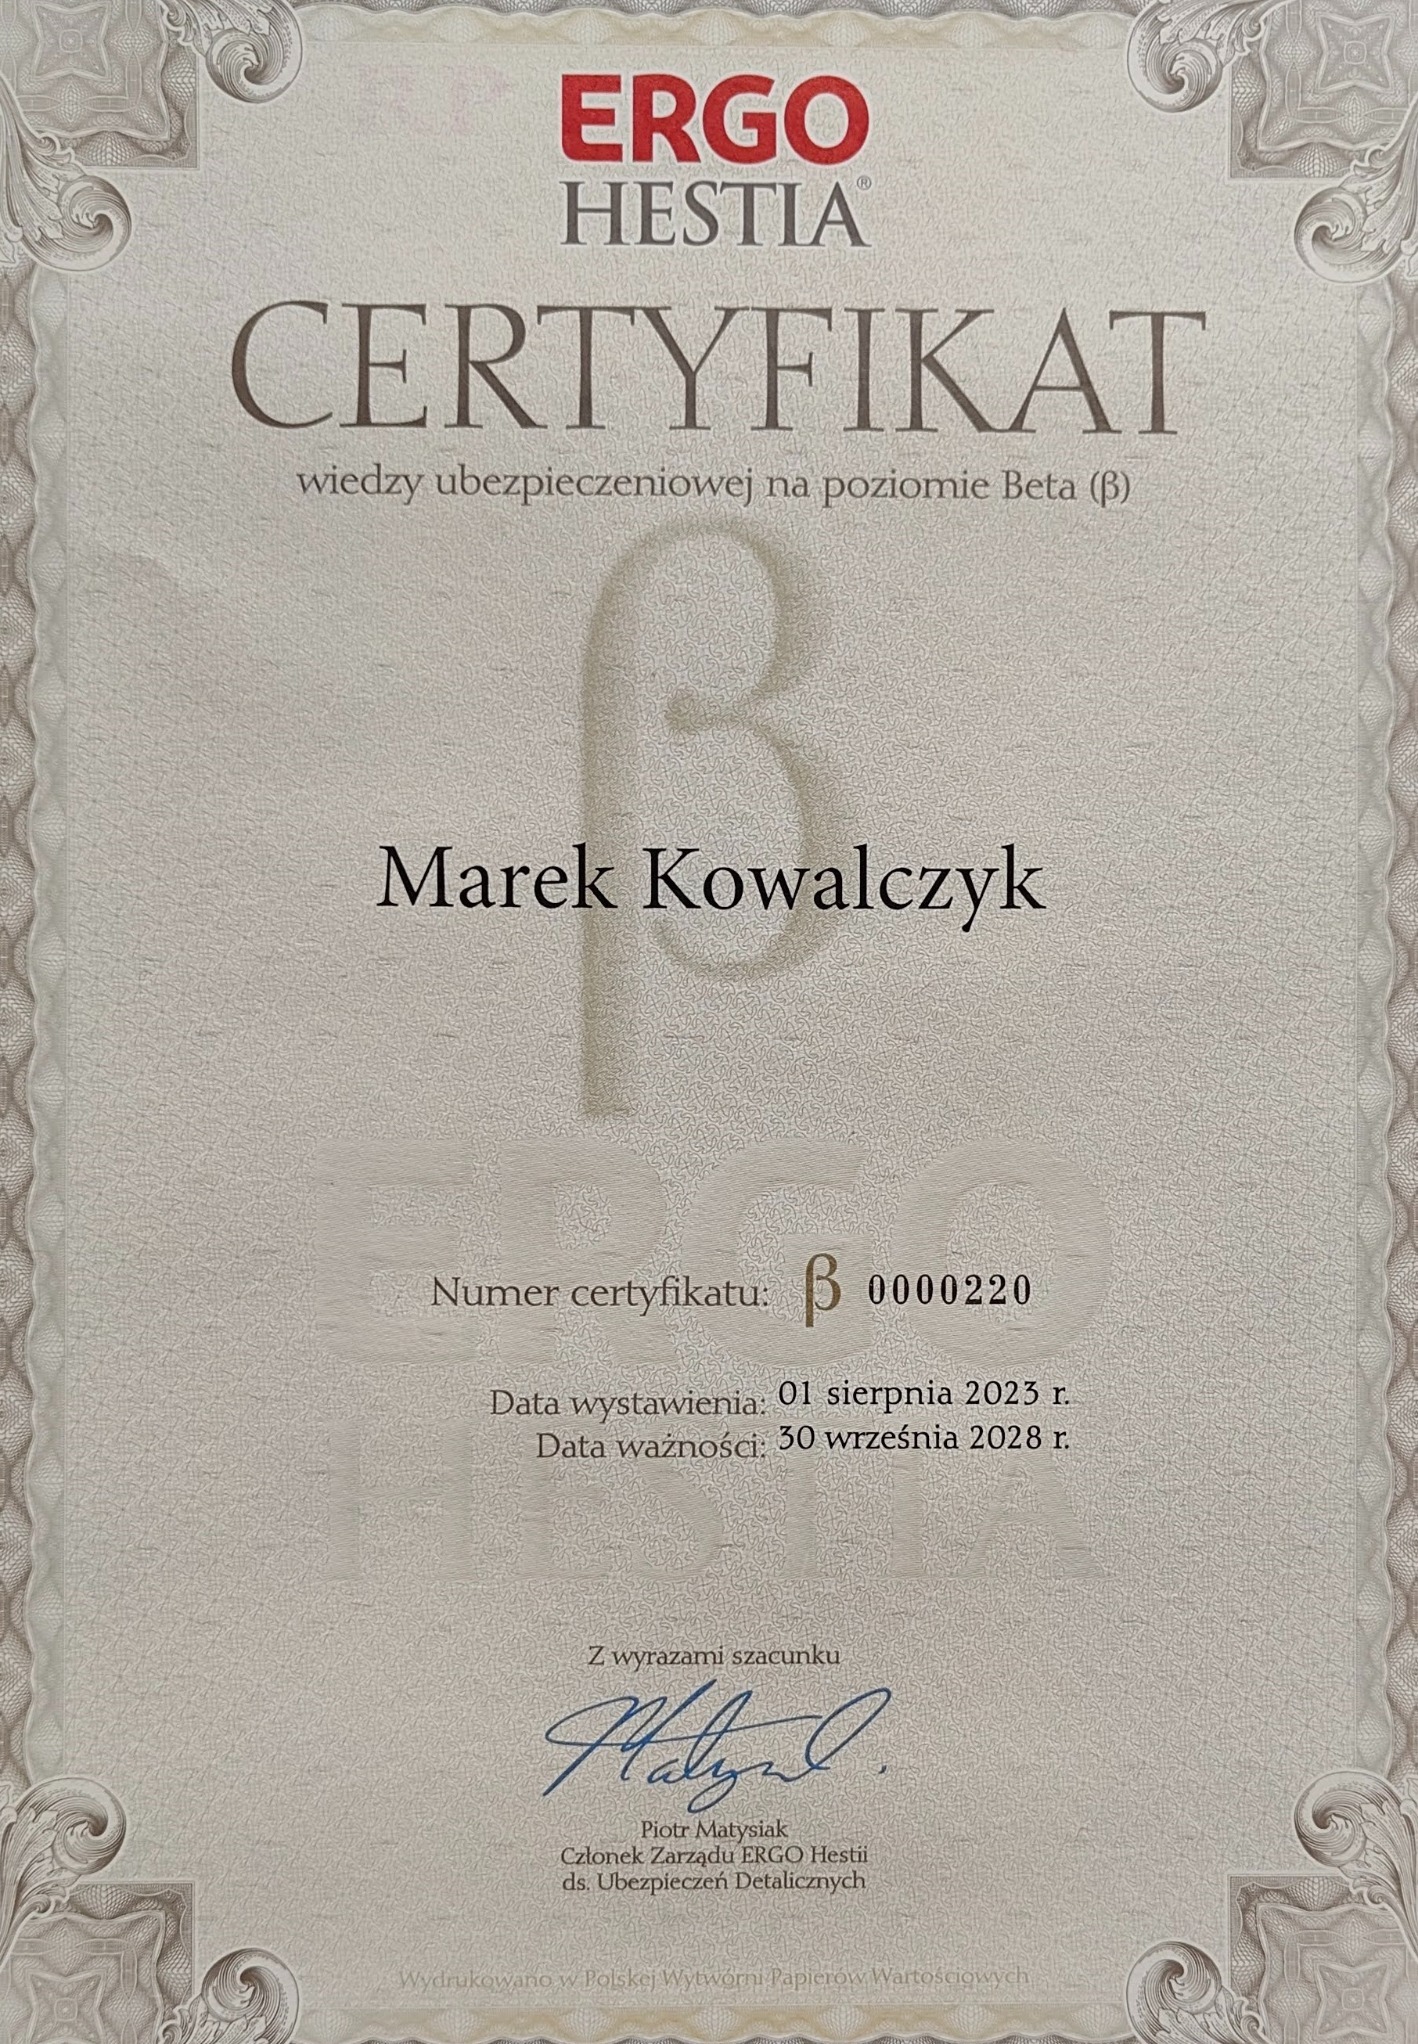 ERGO
HESTIA®
CERTYFIKAT
wiedzy ubezpieczeniowej na poziomie Beta (β)
β
Marek Kowalczyk
ERGO
Numer certyfikatu: β 0000220
Data wystawienia: 01 sierpnia 2023 r.
Data ważności: 30 września 2028 r.
HESTIA
Z wyrazami szacunku
Piotr Matysiak
Członek Zarządu ERGO Hestii
ds. Ubezpieczeń Detalicznych
Wydrukowano w Polskiej Wytwórni Papierów Wartościowych